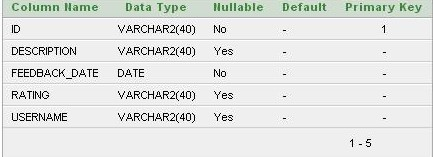 Column Name Data Type Nullable Default Primary Key
ID VARCHAR2(40) No - 1
DESCRIPTION VARCHAR2(40) Yes - -
FEEDBACK_DATE DATE No - -
RATING VARCHAR2(40) Yes - -
USERNAME VARCHAR2(40) Yes - -
1 - 5